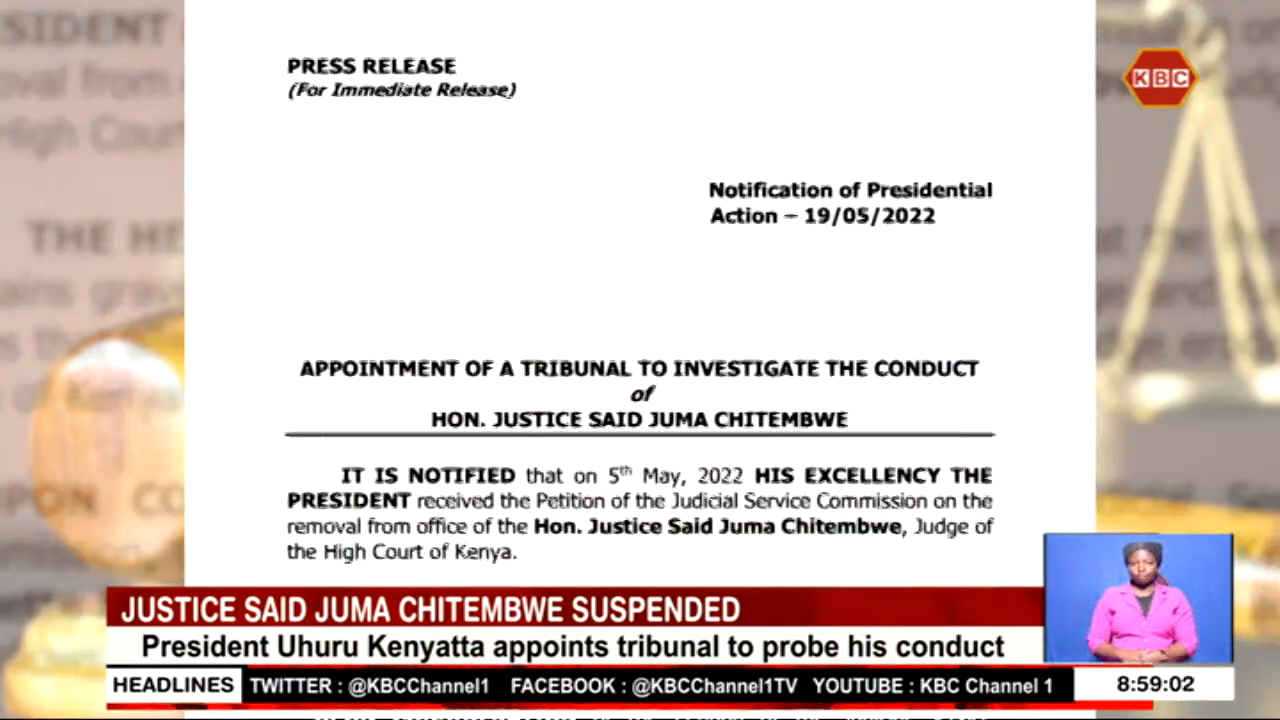 PRESS RELEASE
(For Immediate Release)
KBC
Notification of Presidential
Action – 19/05/2022
APPOINTMENT OF A TRIBUNAL TO INVESTIGATE THE CONDUCT
of
HON. JUSTICE SAID JUMA CHITEMBWE
IT IS NOTIFIED that on 5th May, 2022 HIS EXCELLENCY THE
PRESIDENT received the Petition of the Judicial Service Commission on the
removal from office of the Hon. Justice Said Juma Chitembwe, Judge of
the High Court of Kenya.
JUSTICE SAID JUMA CHITEMBWE SUSPENDED
President Uhuru Kenyatta appoints tribunal to probe his conduct
HEADLINES TWITTER : @KBCChannel1 FACEBOOK : @KBCChannel1TV YOUTUBE : KBC Channel 1 8:59:02